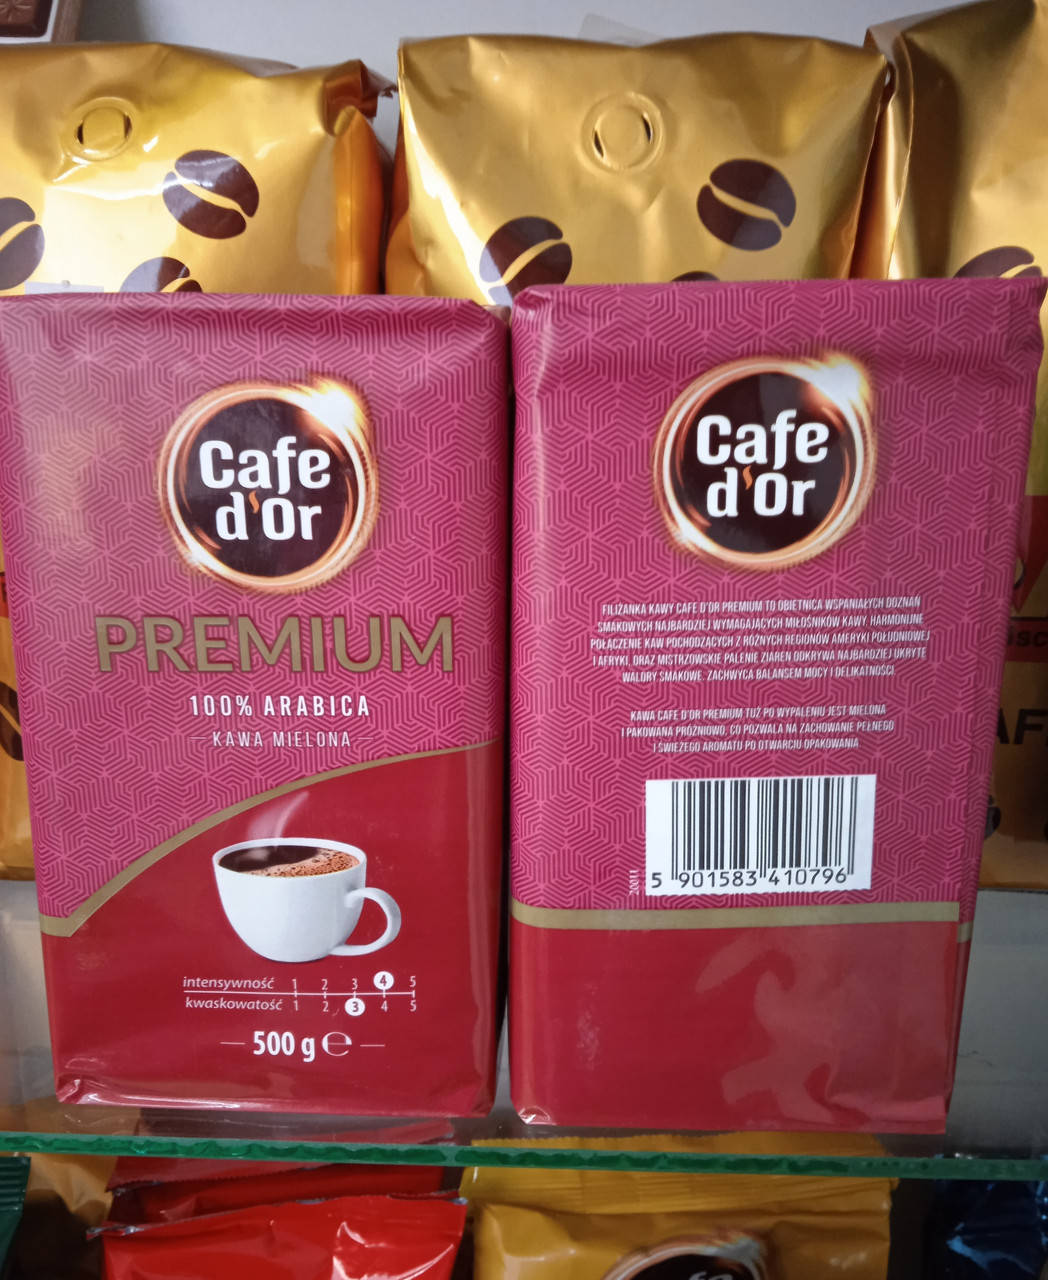 Cafe
d'Or
PREMIUM
100% ARABICA
KAWA MIELONA
intensywność 1 2 3 4 5
kwaskowatość 1 2 3 4 5
500 g ℮
Cafe
d'Or
FILIŻANKA KAWY CAFE D'OR PREMIUM TO OBIETNICA WSPANIAŁYCH DOZNAŃ
SMAKOWYCH NAJBARDZIEJ WYMAGAJĄCYCH MIŁOŚNIKÓW KAWY. HARMONIJNE
POŁĄCZENIE KAW POCHODZĄCYCH Z RÓŻNYCH REGIONÓW AMERYKI POŁUDNIOWEJ
I AFRYKI, ORAZ MISTRZOWSKIE PALENIE ZIAREN ODKRYWA NAJBARDZIEJ UKRYTE
WALORY SMAKOWE. ZACHWYCA BALANSEM MOCY I DELIKATNOŚCI.
KAWA CAFE D'OR PREMIUM TUŻ PO WYPALENIU JEST MIELONA
I PAKOWANA PRÓŻNIOWO, CO POZWALA NA ZACHOWANIE PEŁNEGO
I ŚWIEŻEGO AROMATU PO OTWARCIU OPAKOWANIA
20011
5 901583 410796